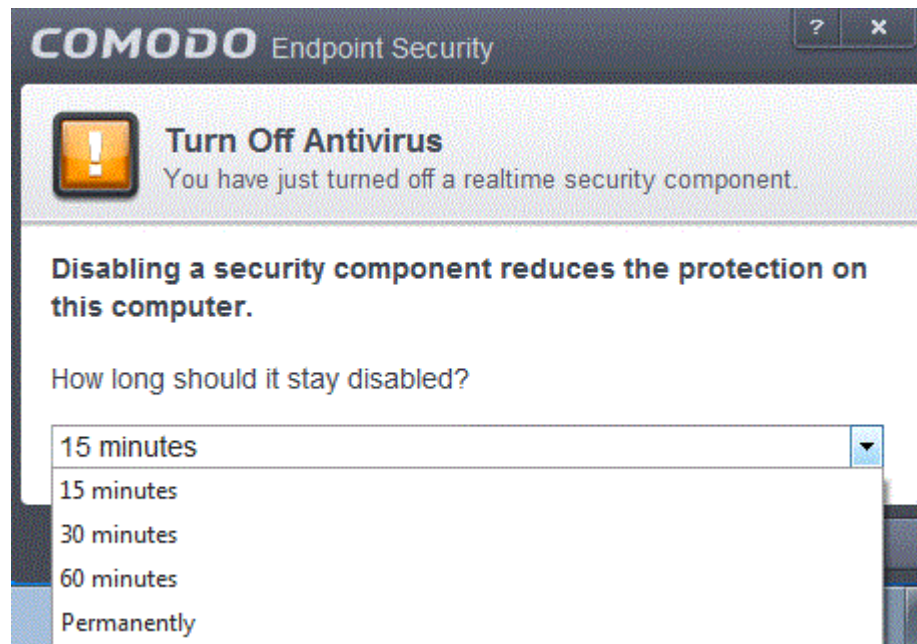 COMODO Endpoint Security
? x
Turn Off Antivirus
You have just turned off a realtime security component.
Disabling a security component reduces the protection on
this computer.
How long should it stay disabled?
15 minutes
15 minutes
30 minutes
60 minutes
Permanently